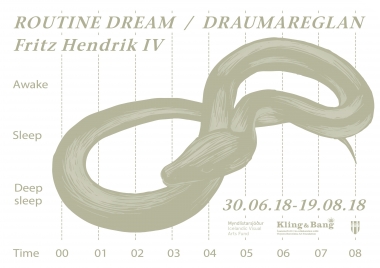 ROUTINE DREAM / DRAUMAREGLAN
Fritz Hendrik IV
Awake
Sleep
Deep
sleep
30.06.18-19.08.18
Myndlistarsjóður
Icelandic Visual
Arts Fund
Kling & Bang
Time 00 01 02 03 04 05 06 07 08